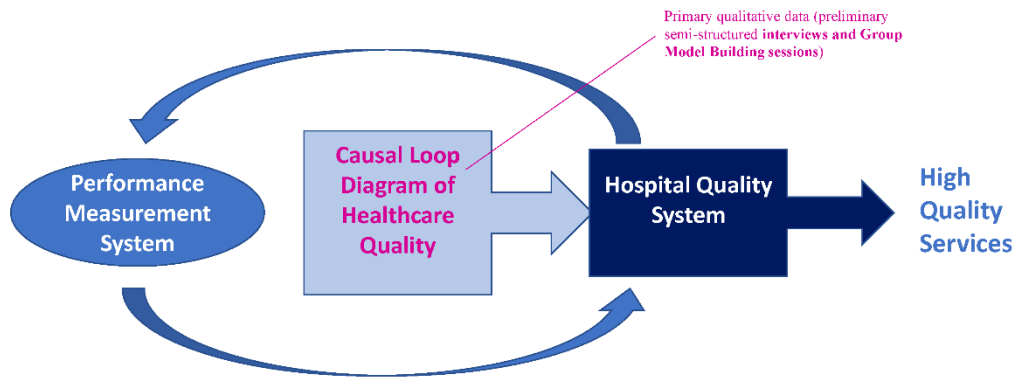 Primary qualitative data (preliminary
semi-structured interviews and Group
Model Building sessions)
Causal Loop
Diagram of
Healthcare
Quality
Performance
Measurement
System
Hospital Quality
System
High
Quality
Services